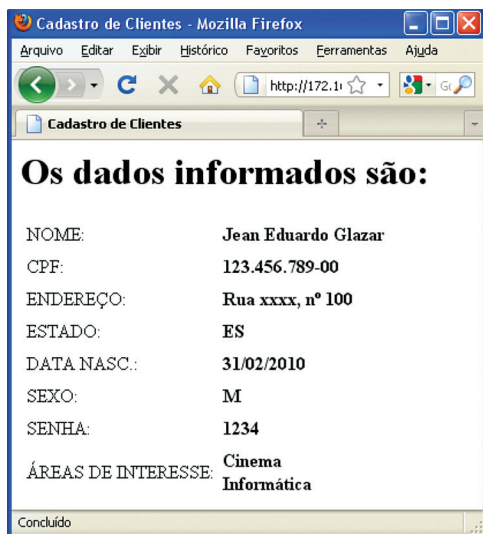 Cadastro de Clientes - Mozilla Firefox
Arquivo Editar Exibir Histórico Favoritos Ferramentas Ajuda
http://172.1
Cadastro de Clientes
Os dados informados são:
NOME: Jean Eduardo Glazar
CPF: 123.456.789-00
ENDEREÇO: Rua xxxx, nº 100
ESTADO: ES
DATA NASC.: 31/02/2010
SEXO: M
SENHA: 1234
ÁREAS DE INTERESSE: Cinema
Informática
Concluído